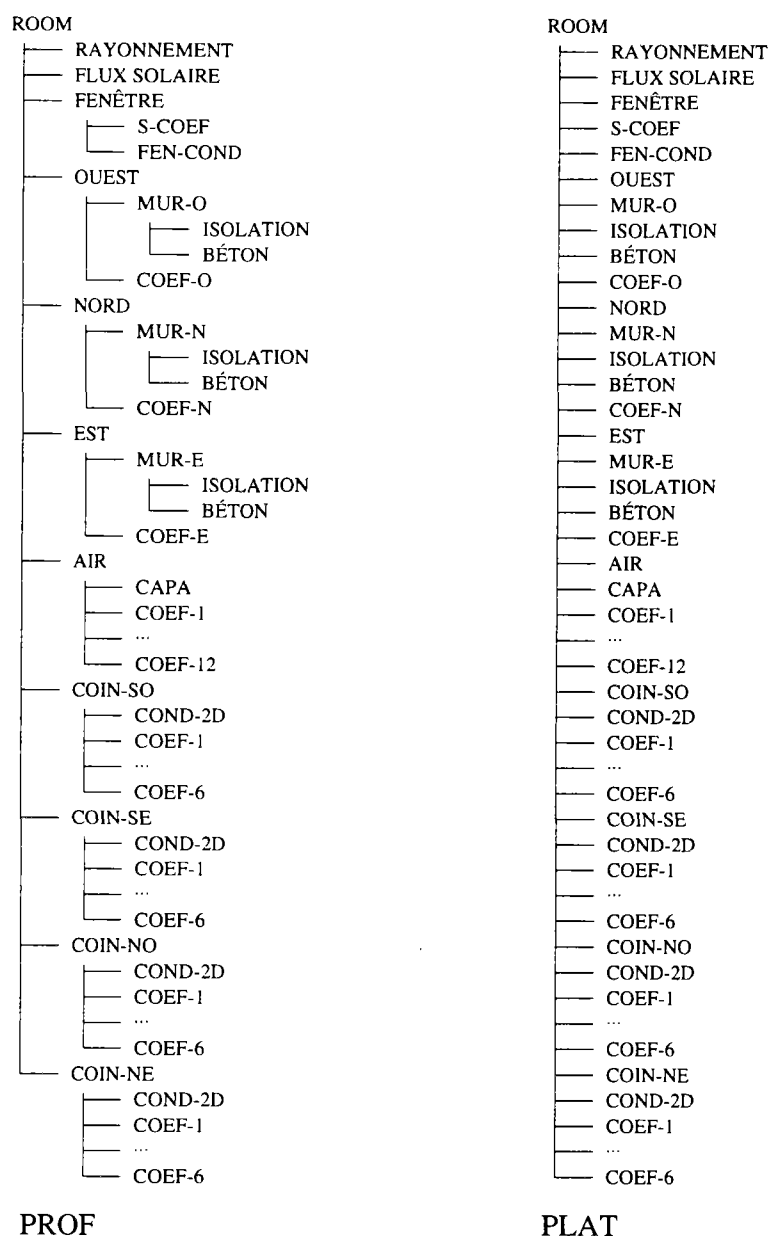 ROOM
RAYONNEMENT
FLUX SOLAIRE
FENÊTRE
S-COEF
FEN-COND
OUEST
MUR-O
ISOLATION
BÉTON
COEF-O
NORD
MUR-N
ISOLATION
BÉTON
COEF-N
EST
MUR-E
ISOLATION
BÉTON
COEF-E
AIR
CAPA
COEF-1
...
COEF-12
COIN-SO
COND-2D
COEF-1
...
COEF-6
COIN-SE
COND-2D
COEF-1
...
COEF-6
COIN-NO
COND-2D
COEF-1
...
COEF-6
COIN-NE
COND-2D
COEF-1
...
COEF-6
PROF
ROOM
RAYONNEMENT
FLUX SOLAIRE
FENÊTRE
S-COEF
FEN-COND
OUEST
MUR-O
ISOLATION
BÉTON
COEF-O
NORD
MUR-N
ISOLATION
BÉTON
COEF-N
EST
MUR-E
ISOLATION
BÉTON
COEF-E
AIR
CAPA
COEF-1
...
COEF-12
COIN-SO
COND-2D
COEF-1
...
COEF-6
COIN-SE
COND-2D
COEF-1
...
COEF-6
COIN-NO
COND-2D
COEF-1
...
COEF-6
COIN-NE
COND-2D
COEF-1
...
COEF-6
PLAT